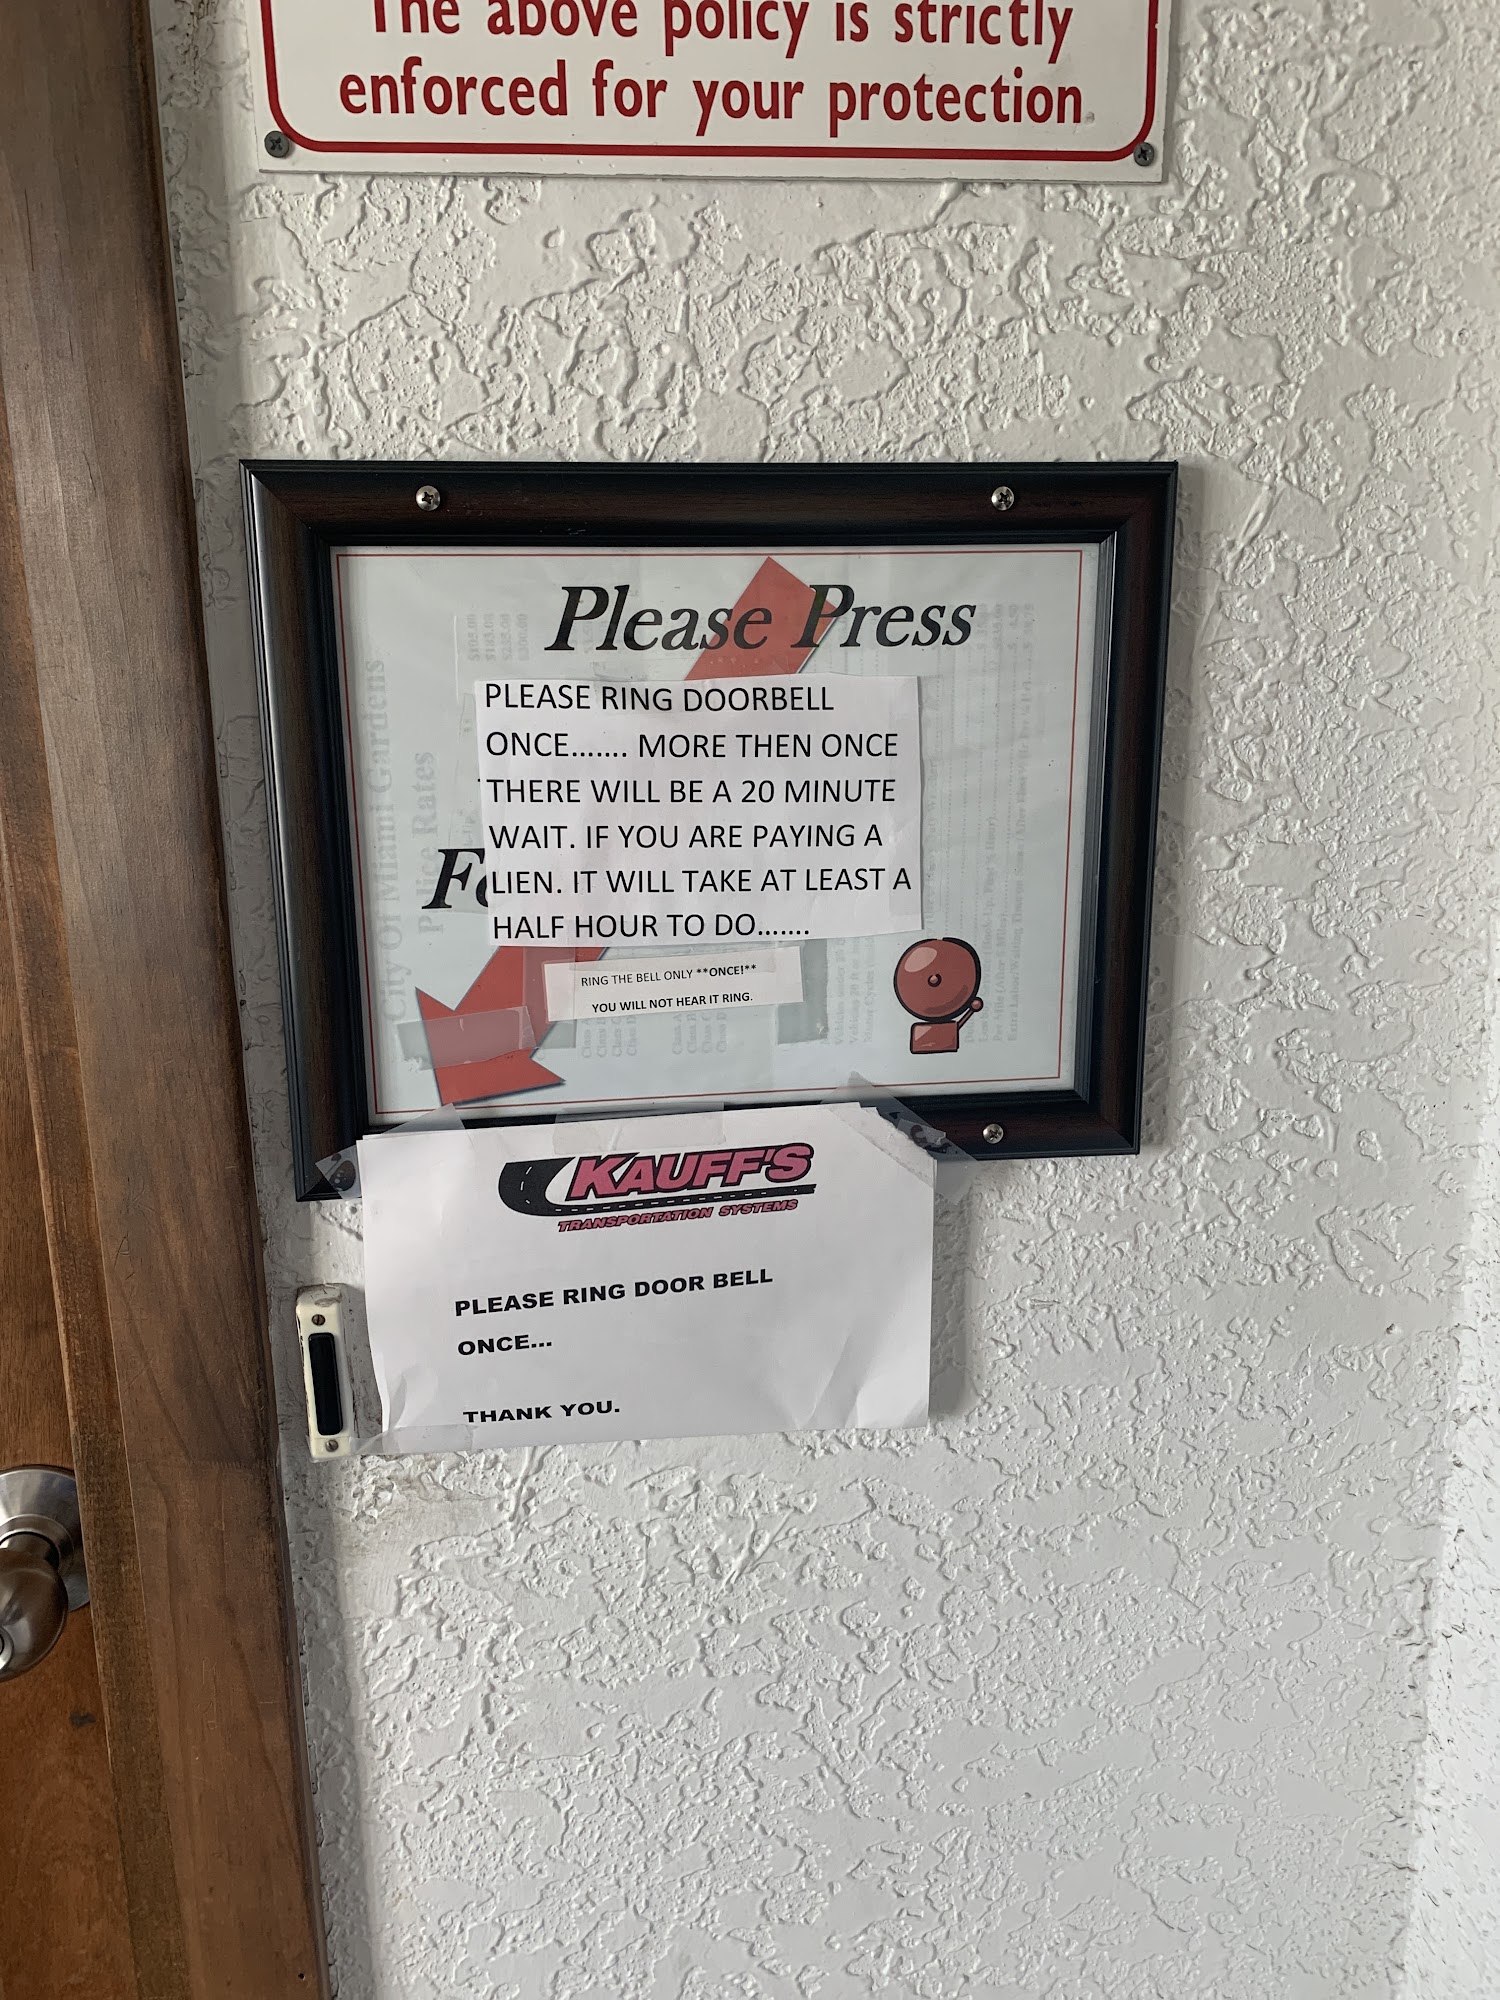 The above policy is strictly
enforced for your protection
Please Press
PLEASE RING DOORBELL
ONCE....... MORE THEN ONCE
THERE WILL BE A 20 MINUTE
WAIT. IF YOU ARE PAYING A
LIEN. IT WILL TAKE AT LEAST A
HALF HOUR TO DO.......
RING THE BELL ONLY **ONCE!**
YOU WILL NOT HEAR IT RING.
City Of Miami Gardens
Police Rates
KAUFF'S
TRANSPORTATION SYSTEMS
PLEASE RING DOOR BELL
ONCE...
THANK YOU.